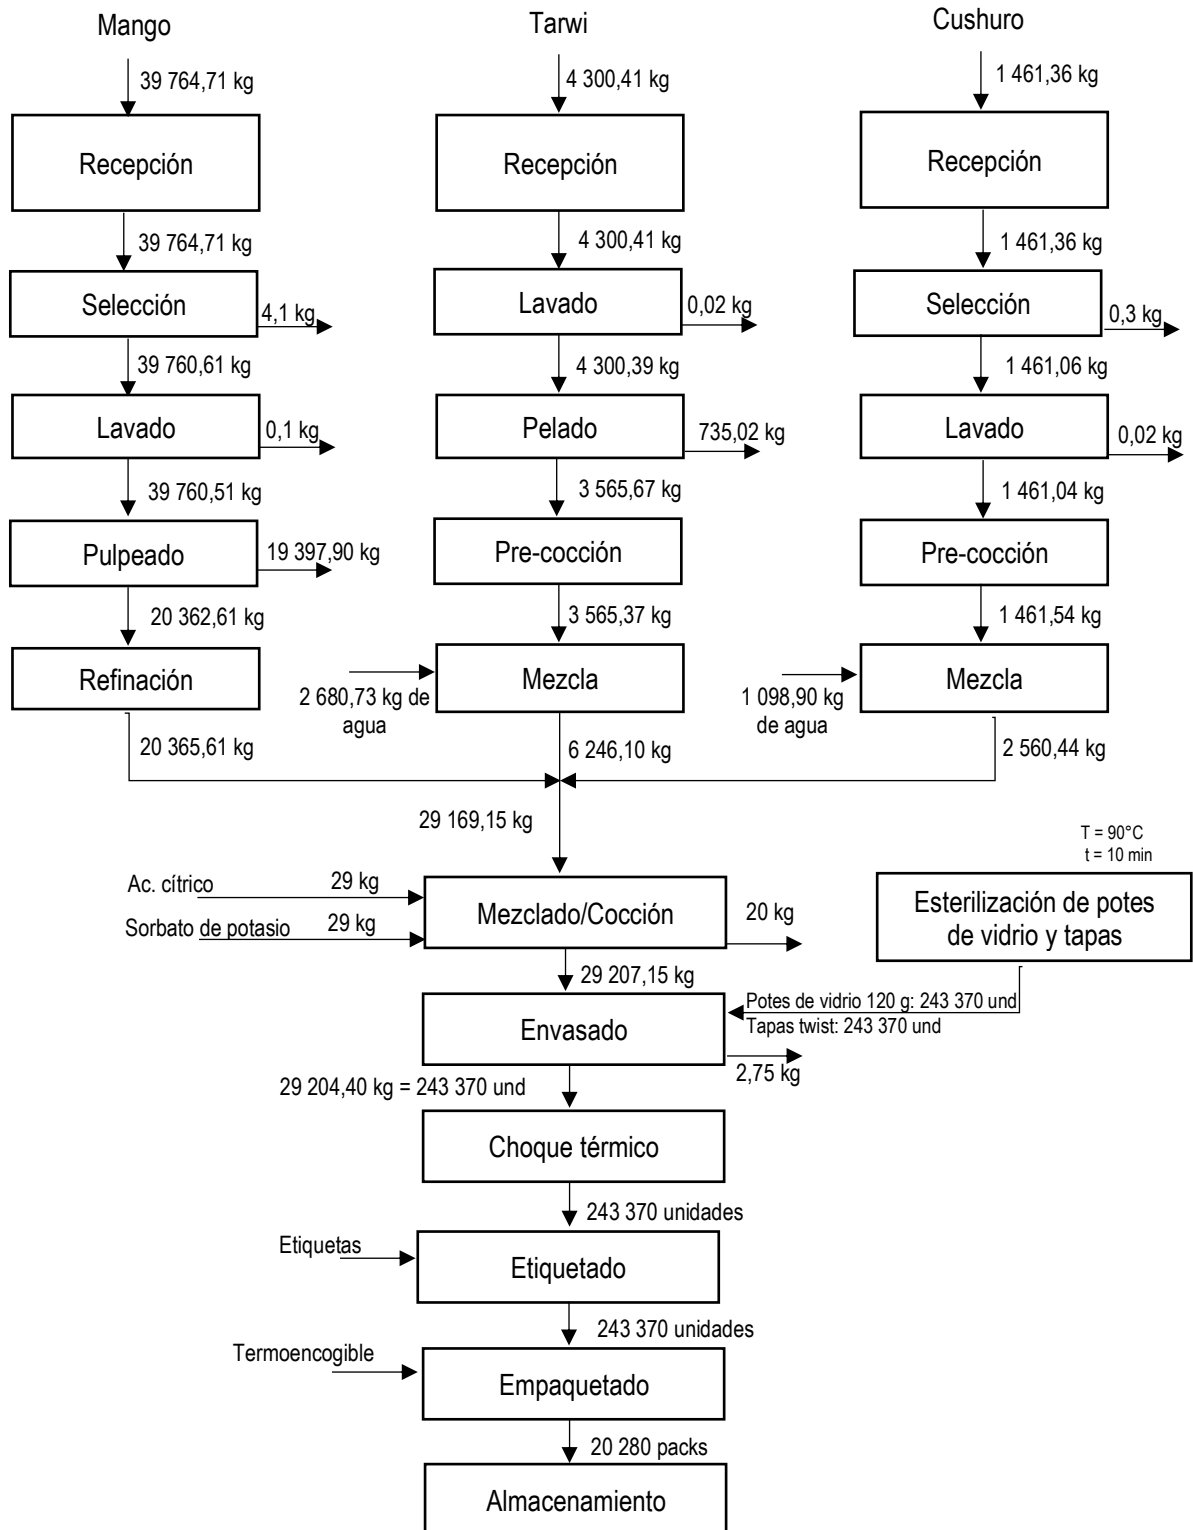 Mango
Tarwi
Cushuro
39 764,71 kg
4 300,41 kg
1 461,36 kg
Recepción
Recepción
Recepción
39 764,71 kg
4 300,41 kg
1 461,36 kg
Selección
4,1 kg
Lavado
0,02 kg
Selección
0,3 kg
39 760,61 kg
4 300,39 kg
1 461,06 kg
Lavado
0,1 kg
Pelado
735,02 kg
Lavado
0,02 kg
39 760,51 kg
3 565,67 kg
1 461,04 kg
Pulpeado
19 397,90 kg
Pre-cocción
Pre-cocción
20 362,61 kg
3 565,37 kg
1 461,54 kg
Refinación
2 680,73 kg de
agua
Mezcla
1 098,90 kg
de agua
Mezcla
20 365,61 kg
6 246,10 kg
2 560,44 kg
29 169,15 kg
T = 90°C
t = 10 min
Ac. cítrico
29 kg
Sorbato de potasio
29 kg
Mezclado/Cocción
20 kg
Esterilización de potes
de vidrio y tapas
29 207,15 kg
Envasado
Potes de vidrio 120 g: 243 370 und
Tapas twist: 243 370 und
2,75 kg
29 204,40 kg = 243 370 und
Choque térmico
243 370 unidades
Etiquetas
Etiquetado
243 370 unidades
Termoencogible
Empaquetado
20 280 packs
Almacenamiento